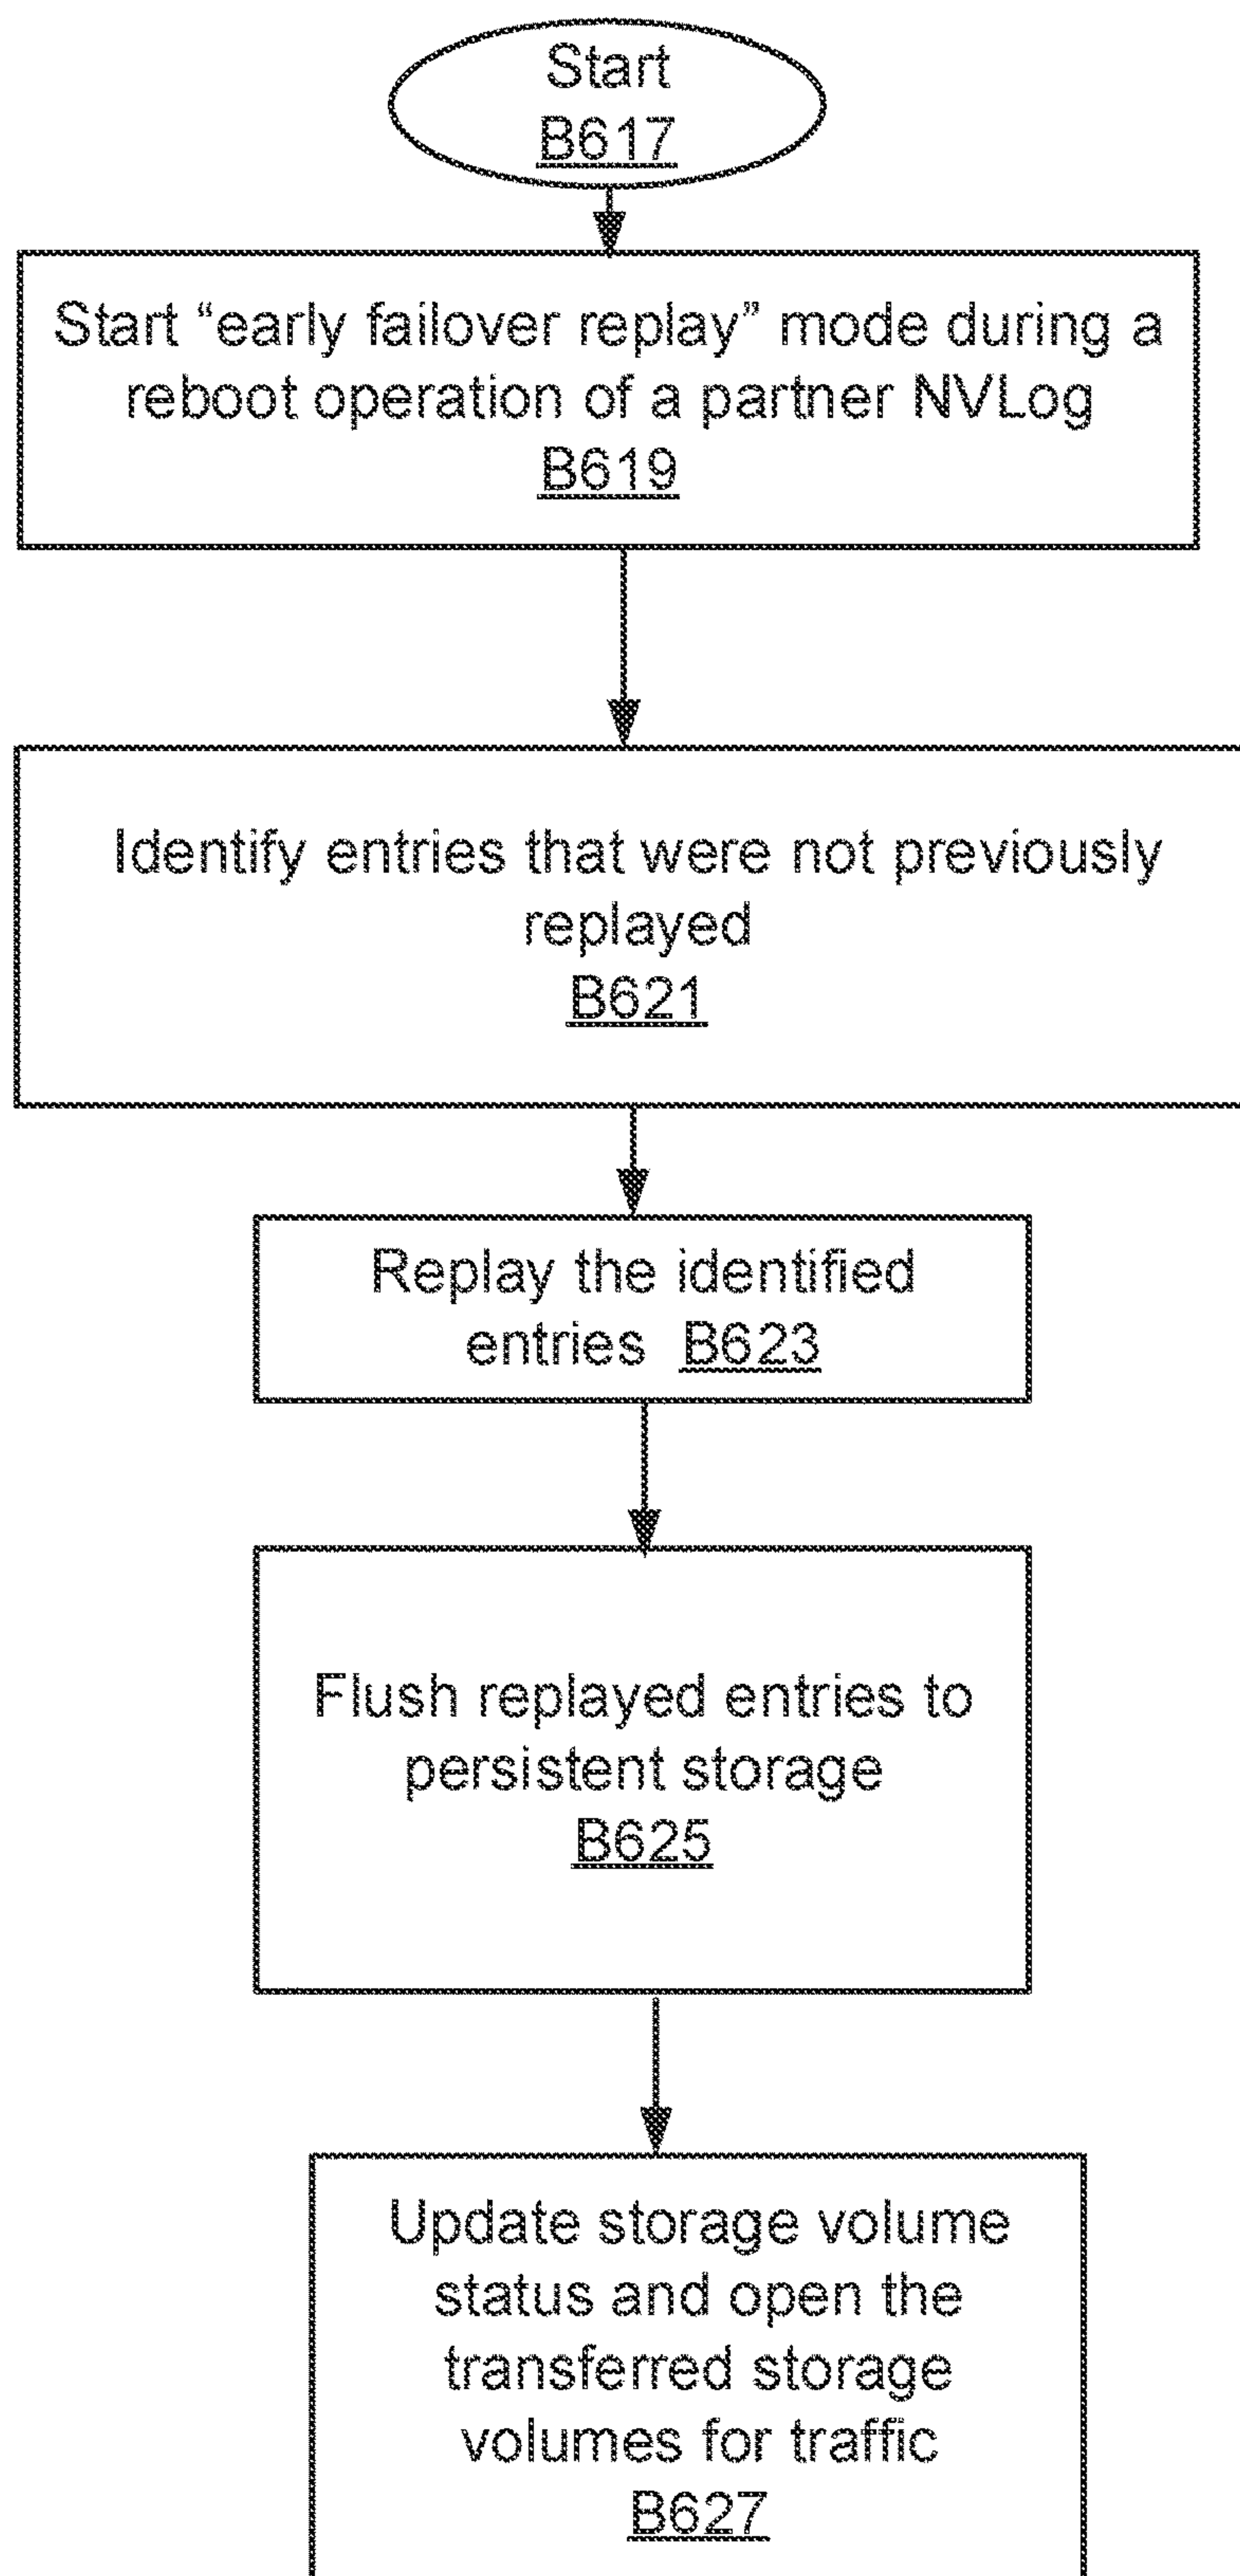 Start
B617
Start “early failover replay” mode during a
reboot operation of a partner NVLog
B619
Identify entries that were not previously
replayed
B621
Replay the identified
entries B623
Flush replayed entries to
persistent storage
B625
Update storage volume
status and open the
transferred storage
volumes for traffic
B627